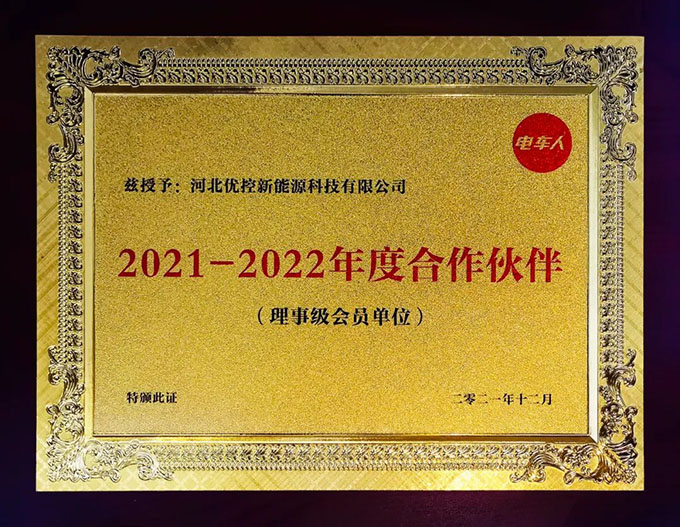 电车人
兹授予：河北优控新能源科技有限公司
2021-2022年度合作伙伴
（理事级会员单位）
特颁此证
二零二一年十二月